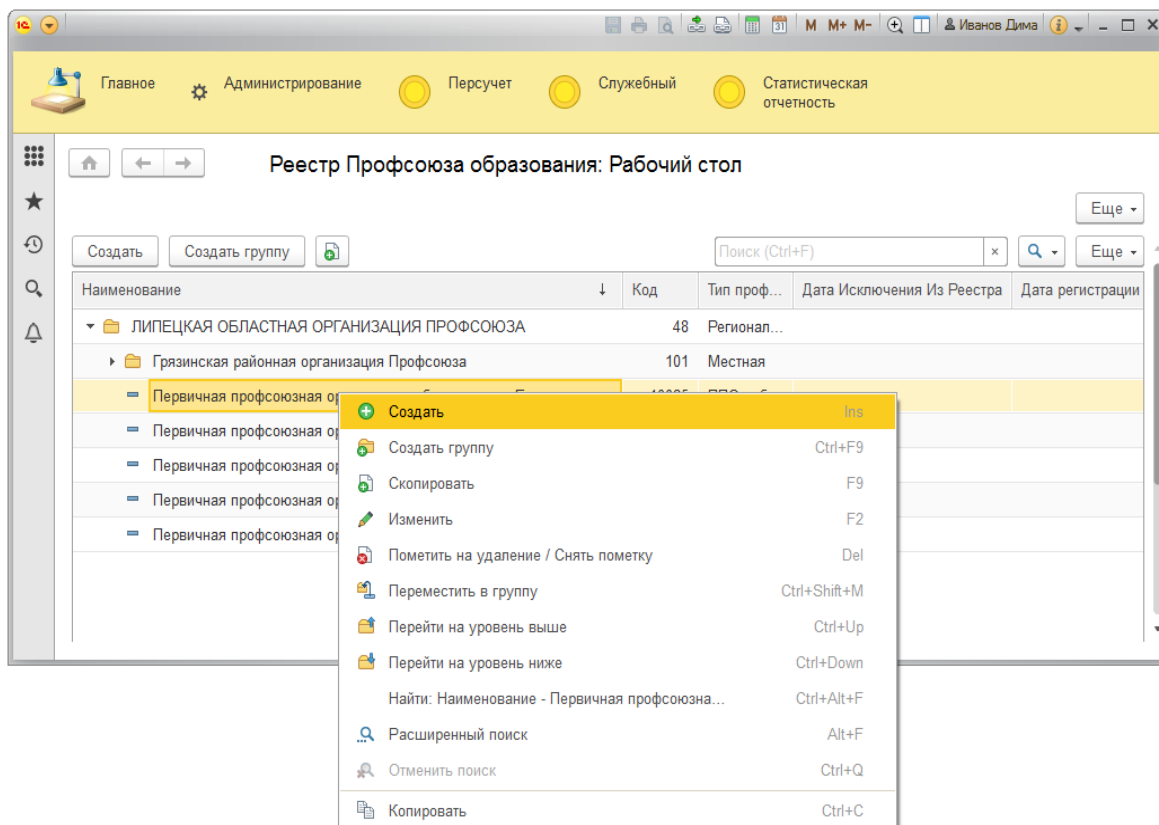 1С 31 M M+ M- Иванов Дима
Главное Администрирование Персучет Служебный Статистическая
отчетность
Реестр Профсоюза образования: Рабочий стол
Еще
Создать Создать группу Поиск (Ctrl+F) × Еще
Наименование ↓ Код Тип проф... Дата Исключения Из Реестра Дата регистрации
ЛИПЕЦКАЯ ОБЛАСТНАЯ ОРГАНИЗАЦИЯ ПРОФСОЮЗА 48 Регионал...
Грязинская районная организация Профсоюза 101 Местная
Первичная профсоюзная
Создать Ins
Первичная профсоюзная
Создать группу Ctrl+F9
Первичная профсоюзная
Скопировать F9
Первичная профсоюзная
Изменить F2
Первичная профсоюзная
Пометить на удаление / Снять пометку Del
Переместить в группу Ctrl+Shift+M
Перейти на уровень выше Ctrl+Up
Перейти на уровень ниже Ctrl+Down
Найти: Наименование - Первичная профсоюзна... Ctrl+Alt+F
Расширенный поиск Alt+F
Отменить поиск Ctrl+Q
Копировать Ctrl+C